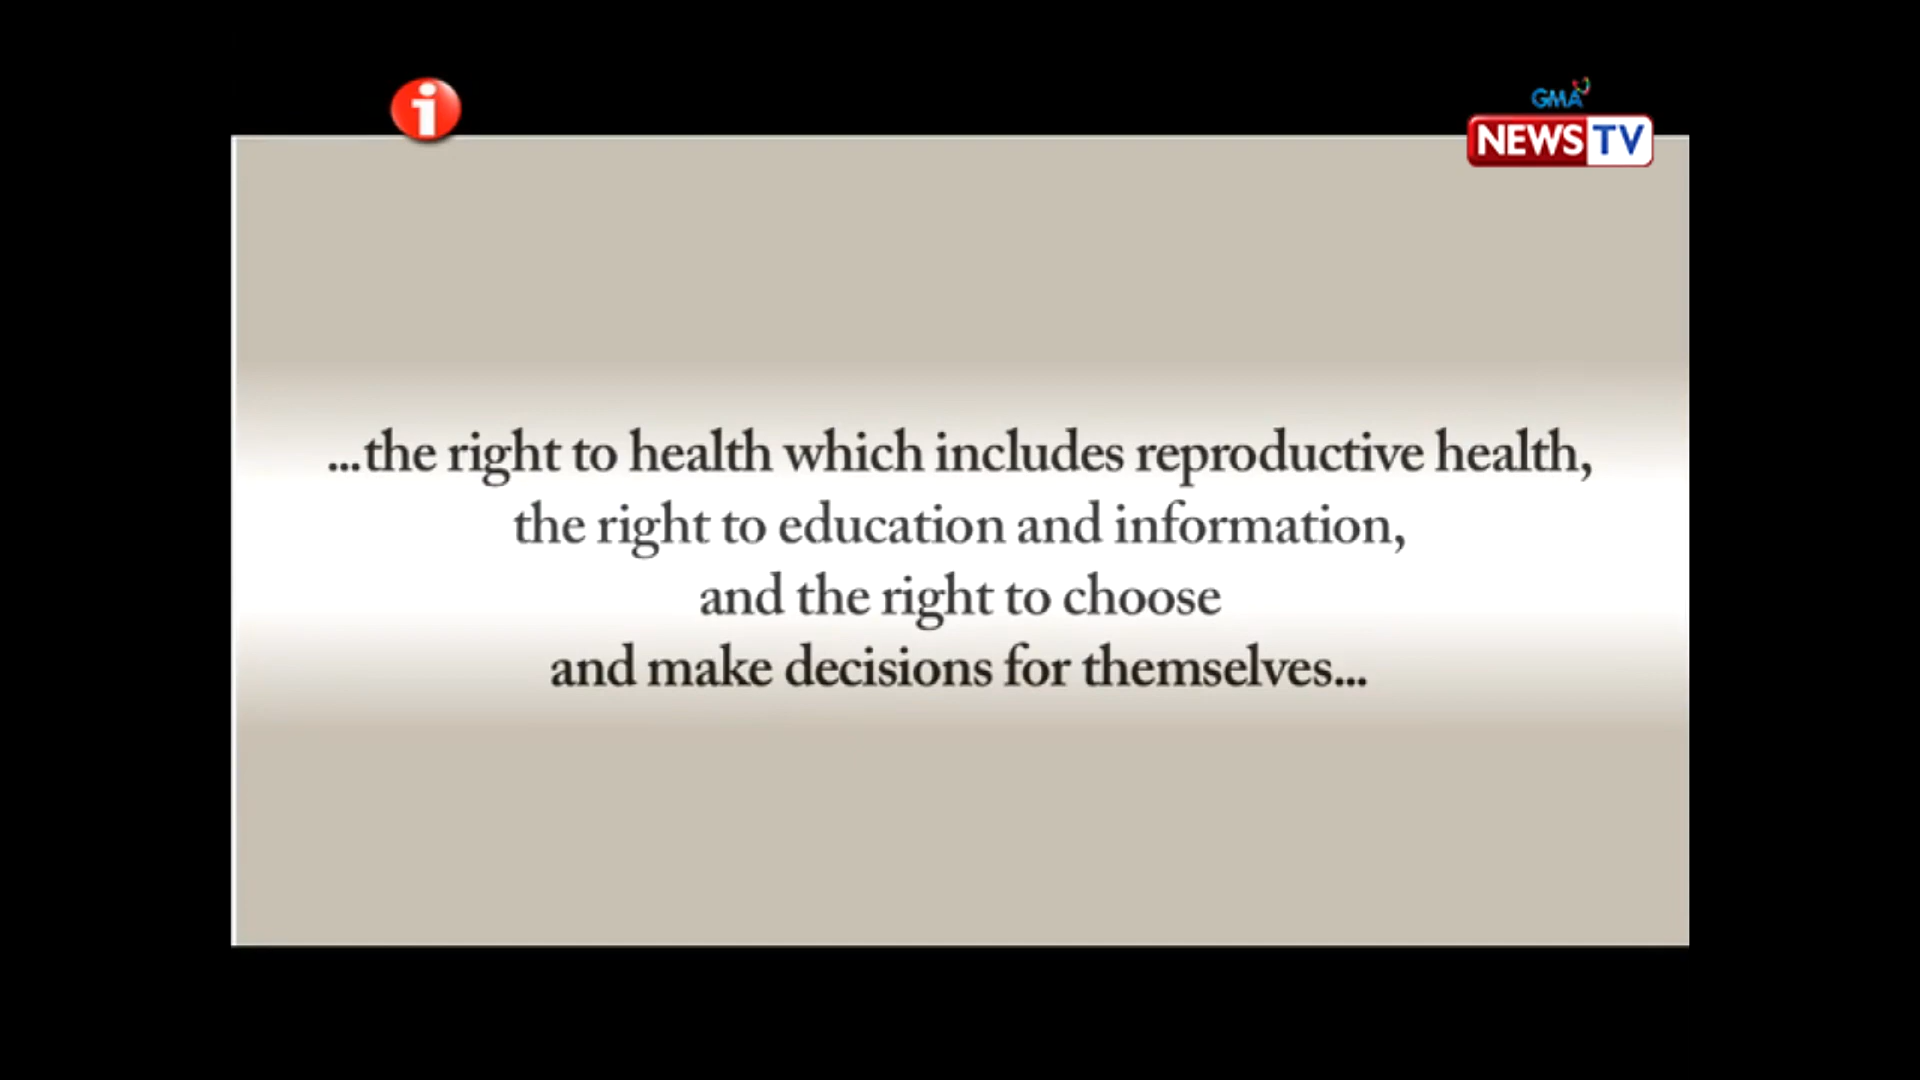 i
GMA
NEWS TV
...the right to health which includes reproductive health,
the right to education and information,
and the right to choose
and make decisions for themselves...